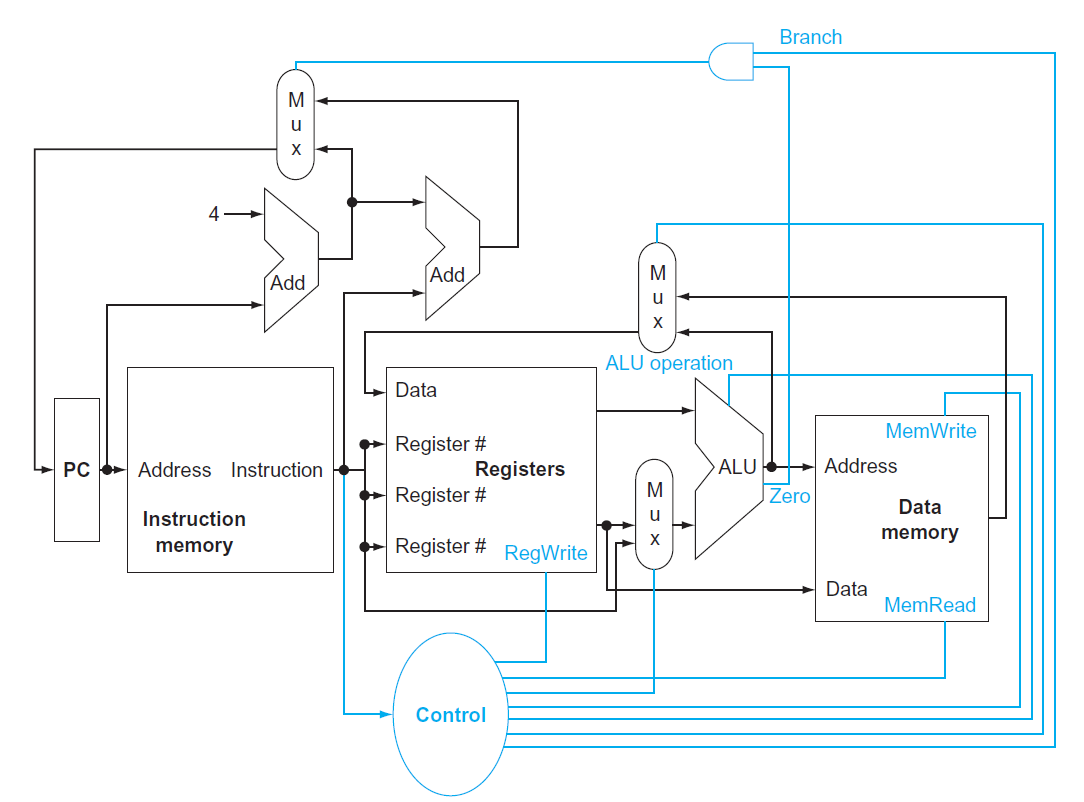 Branch
M
u
x
4
Add
Add
M
u
x
ALU operation
Data
Register #
Registers
Register #
Register #
RegWrite
PC
Address Instruction
Instruction
memory
M
u
x
ALU
Zero
MemWrite
Address
Data
memory
Data
MemRead
Control